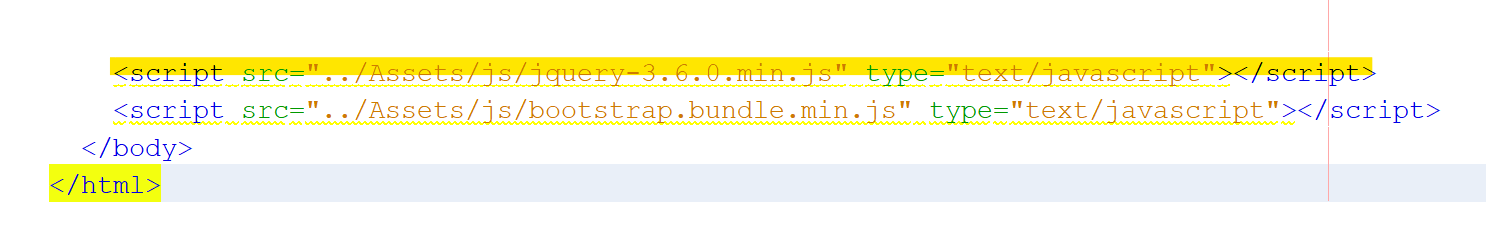 <script src="../Assets/js/jquery-3.6.0.min.js" type="text/javascript"></script>
<script src="../Assets/js/bootstrap.bundle.min.js" type="text/javascript"></script>
</body>
</html>